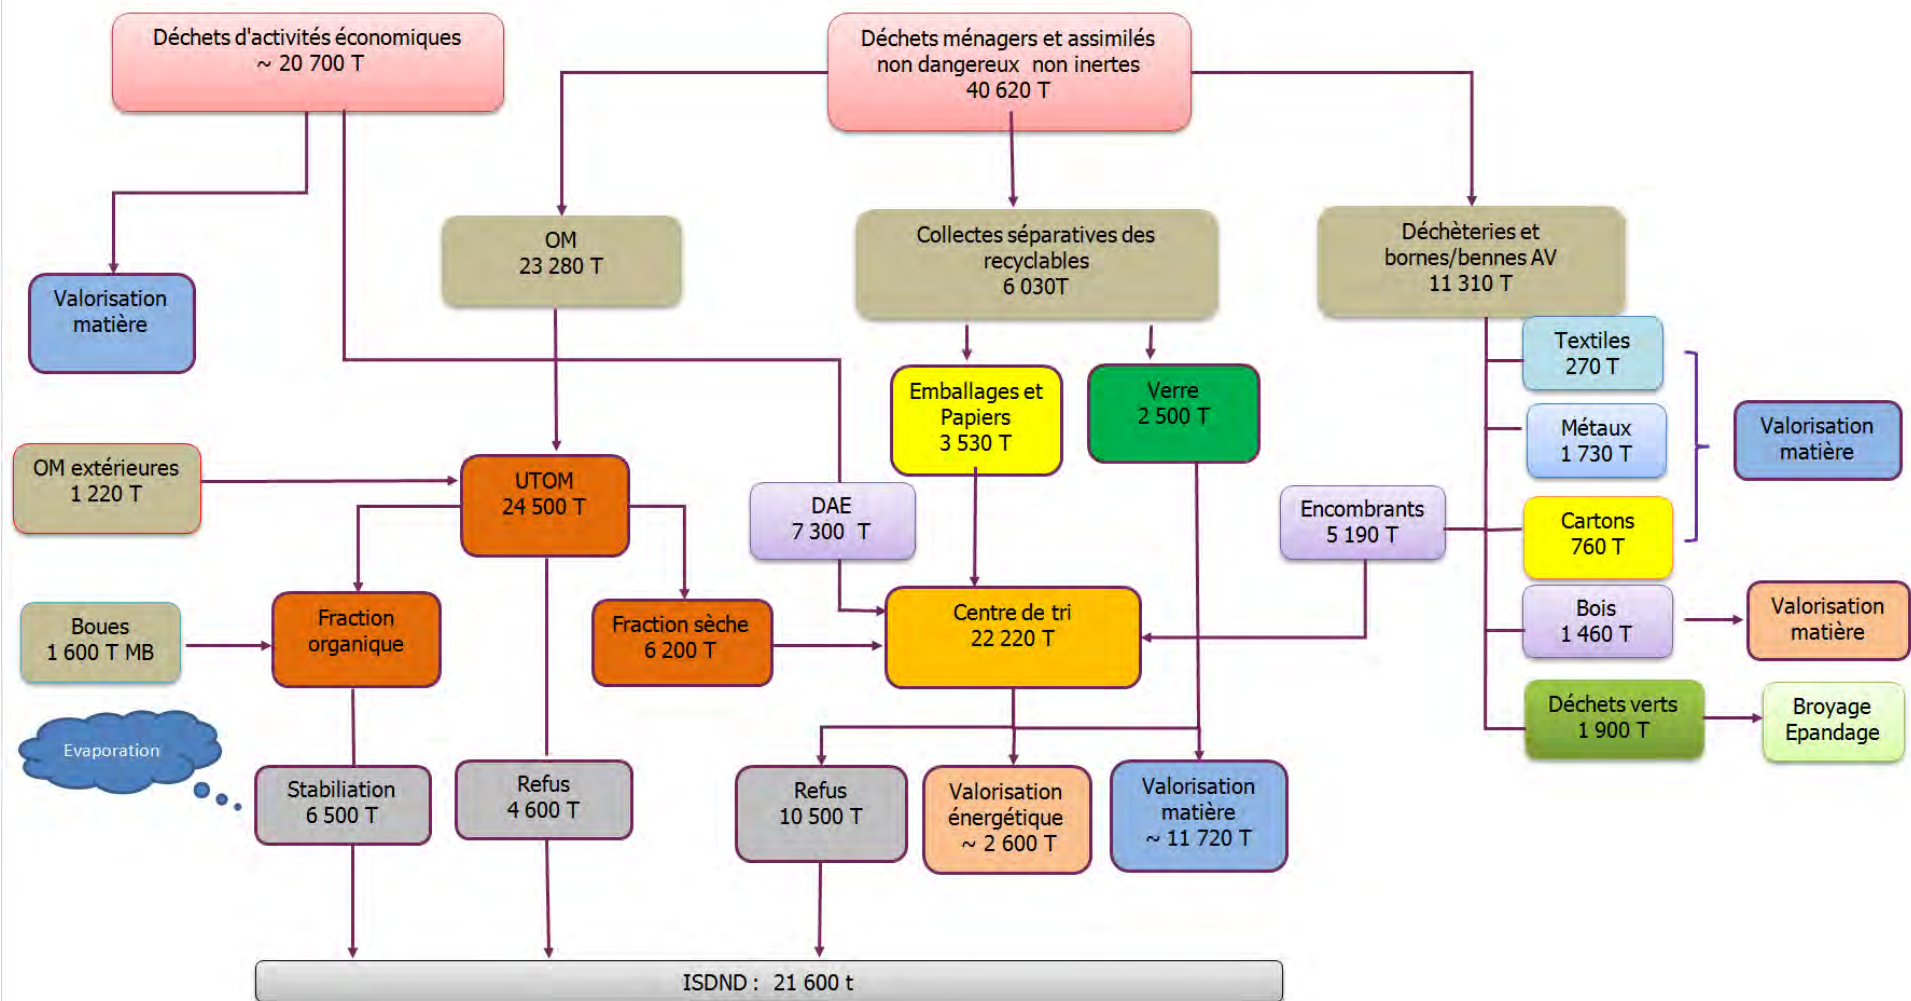 Déchets d'activités économiques
~ 20 700 T
Déchets ménagers et assimilés
non dangereux non inertes
40 620 T
OM
23 280 T
Collectes séparatives des
recyclables
6 030T
Déchèteries et
bornes/bennes AV
11 310 T
Valorisation
matière
Textiles
270 T
Emballages et
Papiers
3 530 T
Verre
2 500 T
Métaux
1 730 T
Valorisation
matière
OM extérieures
1 220 T
UTOM
24 500 T
DAE
7 300 T
Encombrants
5 190 T
Cartons
760 T
Boues
1 600 T MB
Fraction
organique
Fraction sèche
6 200 T
Centre de tri
22 220 T
Bois
1 460 T
Valorisation
matière
Déchets verts
1 900 T
Broyage
Epandage
Evaporation
Stabiliation
6 500 T
Refus
4 600 T
Refus
10 500 T
Valorisation
énergétique
~ 2 600 T
Valorisation
matière
~ 11 720 T
ISDND : 21 600 t